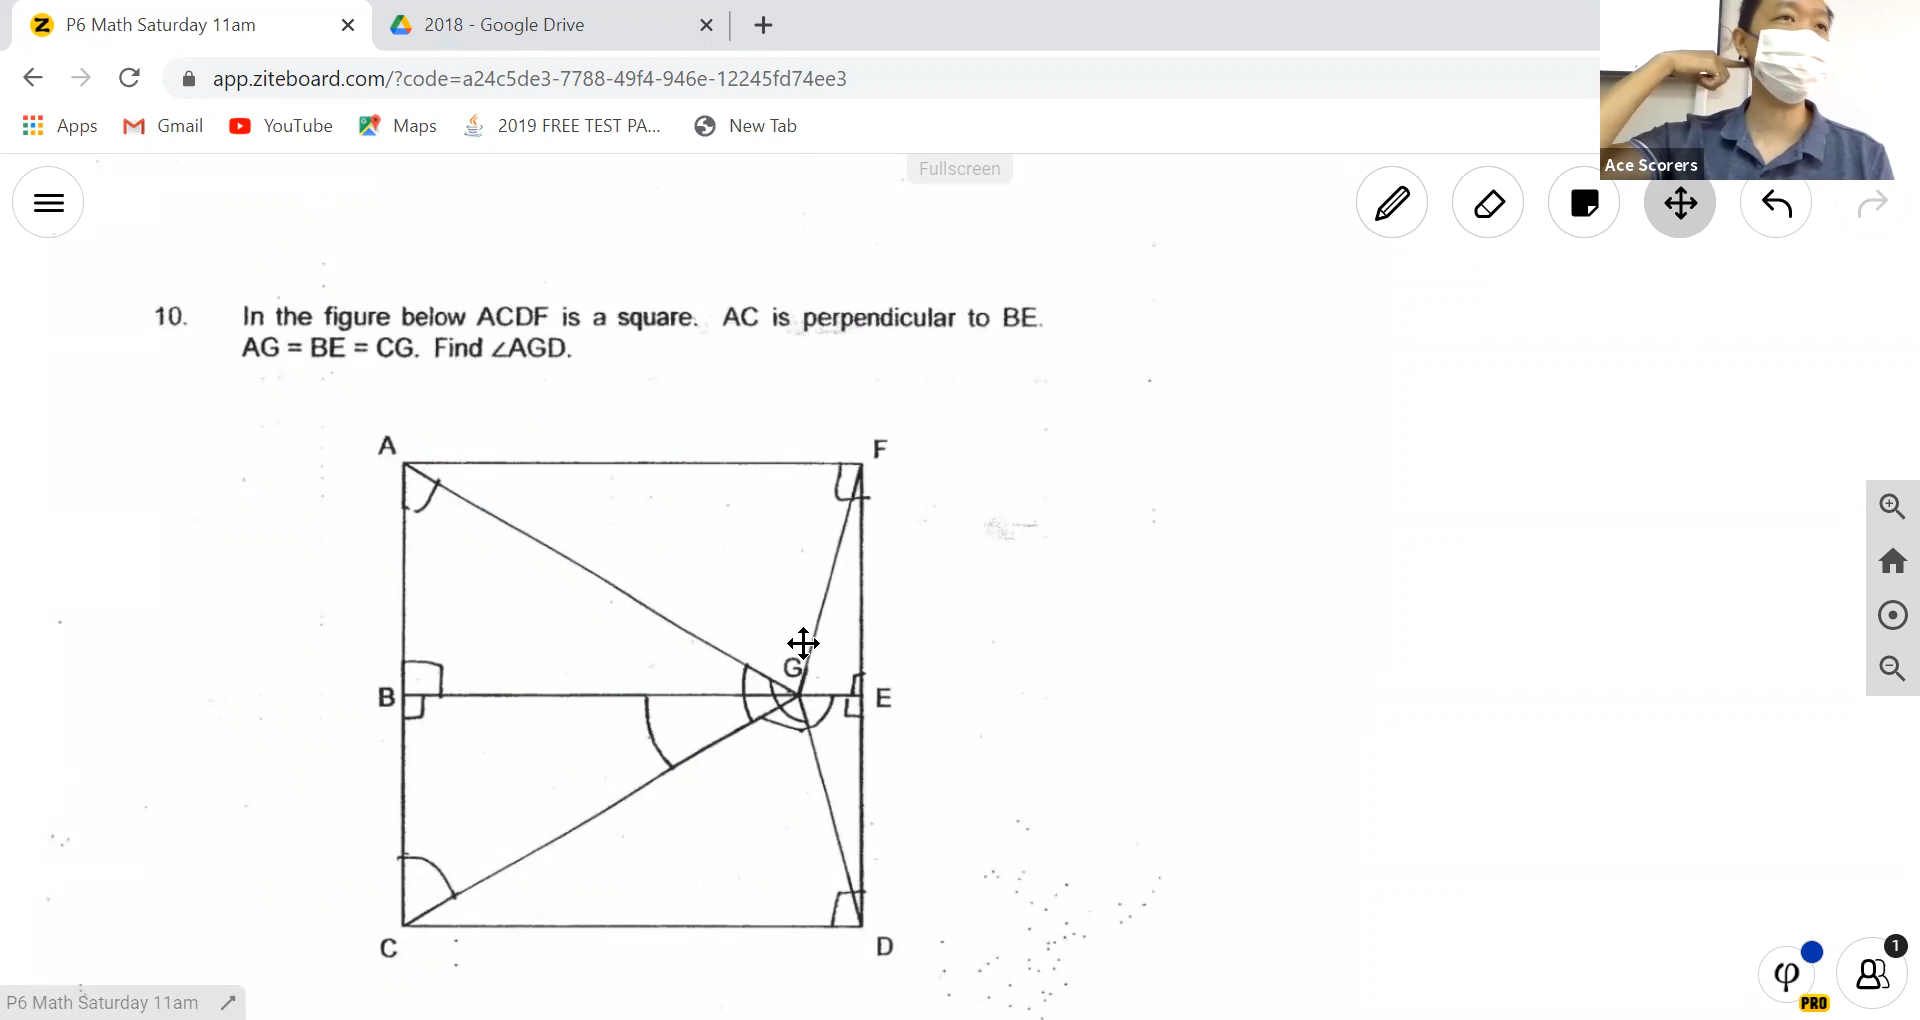 P6 Math Saturday 11am
2018 - Google Drive
app.ziteboard.com/?code=a24c5de3-7788-49f4-946e-12245fd74ee3
Apps
Gmail
YouTube
Maps
2019 FREE TEST PA...
New Tab
Ace Scorers
Fullscreen
10. In the figure below ACDF is a square. AC is perpendicular to BE.
AG = BE = CG. Find ∠AGD.
A
F
G
B
E
C
D
1
φ
PRO
P6 Math Saturday 11am